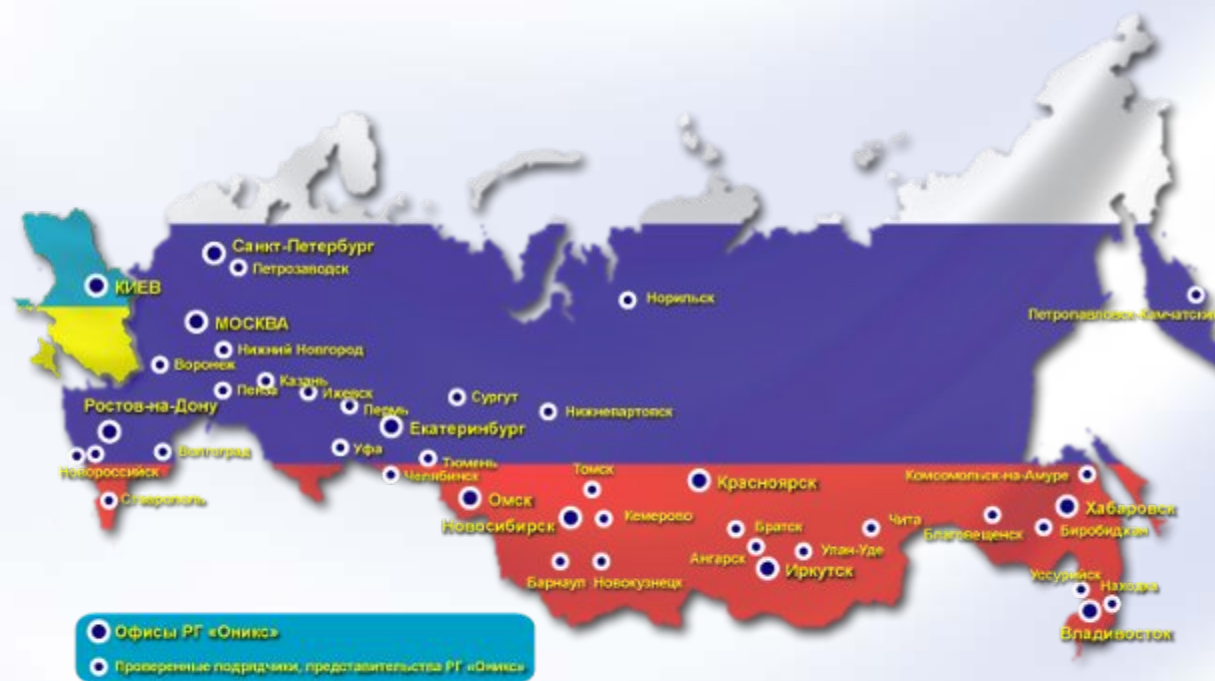 Санкт-Петербург
Петрозаводск
КИЕВ
Норильск
Петропавловск-Камчатский
МОСКВА
Нижний Новгород
Воронеж
Казань
Пенза
Ижевск
Сургут
Ростов-на-Дону
Пермь
Нижневартовск
Екатеринбург
Уфа
Волгоград
Тюмень
Новороссийск
Челябинск
Томск
Комсомольск-на-Амуре
Красноярск
Ставрополь
Омск
Хабаровск
Новосибирск
Кемерово
Братск
Чита
Благовещенск
Биробиджан
Ангарск
Улан-Удэ
Иркутск
Барнаул
Новокузнецк
Уссурийск
Находка
Владивосток
Офисы РГ «Оникс»
Проверенные подрядчики, представительства РГ «Оникс»